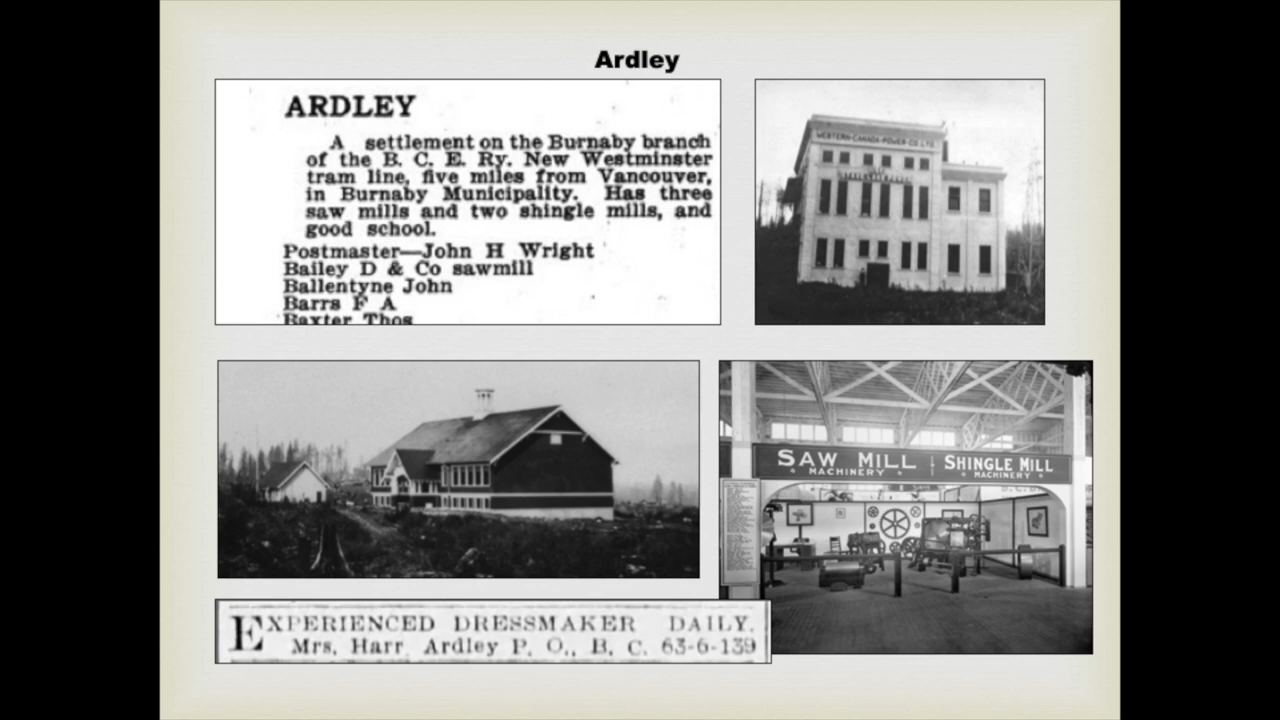 Ardley
ARDLEY
A settlement on the Burnaby branch
of the B. C. E. Ry. New Westminster
tram line, five miles from Vancouver,
in Burnaby Municipality. Has three
saw mills and two shingle mills, and
good school.
Postmaster—John H Wright
Bailey D & Co sawmill
Ballentyne John
Barrs F A
Baxter Thos
WESTERN-CANADA-POWER-CO. LTD.
SAW MILL
MACHINERY
SHINGLE MILL
MACHINERY
EXPERIENCED DRESSMAKER DAILY.
Mrs. Harr Ardley P. O., B. C. 63-6-139